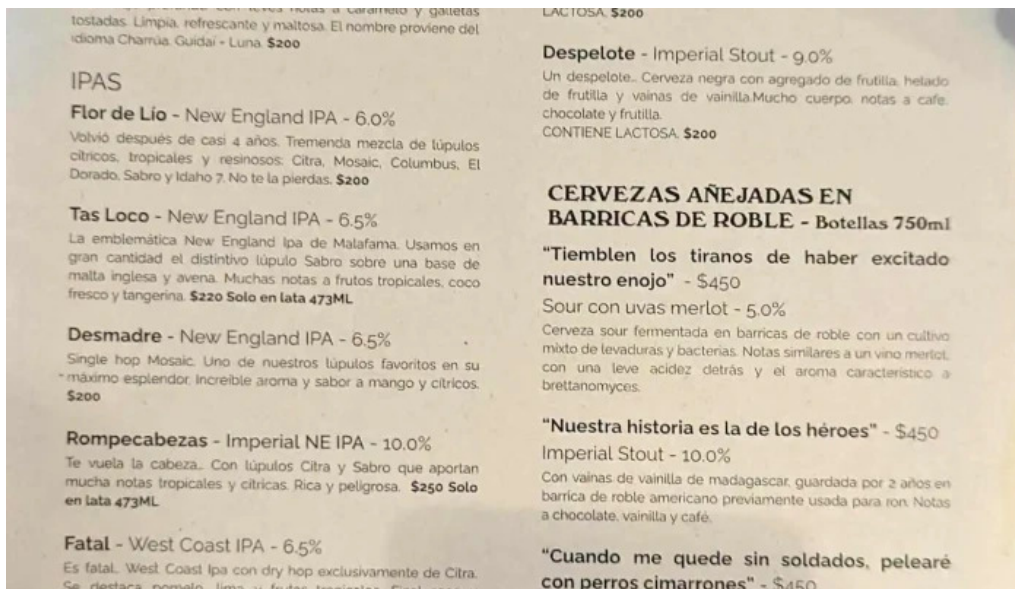 tostadas. Limpia, refrescante y maltosa. El nombre proviene del
idioma Charrúa. Guidaí - Luna. $200
IPAS
Flor de Lío - New England IPA - 6.0%
Volvió después de casi 4 años. Tremenda mezcla de lúpulos
cítricos, tropicales y resinosos: Citra, Mosaic, Columbus, El
Dorado, Sabro y Idaho 7. No te la pierdas. $200
Tas Loco - New England IPA - 6.5%
La emblemática New England Ipa de Malafama. Usamos en
gran cantidad el distintivo lúpulo Sabro sobre una base de
malta inglesa y avena. Muchas notas a frutos tropicales, coco
fresco y tangerina. $220 Solo en lata 473ML
Desmadre - New England IPA - 6.5%
Single hop Mosaic. Uno de nuestros lúpulos favoritos en su
máximo esplendor. Increíble aroma y sabor a mango y cítricos.
$200
Rompecabezas - Imperial NE IPA - 10.0%
Te vuela la cabeza.. Con lúpulos Citra y Sabro que aportan
mucha notas tropicales y cítricas. Rica y peligrosa. $250 Solo
en lata 473ML
Fatal - West Coast IPA - 6.5%
Es fatal.. West Coast Ipa con dry hop exclusivamente de Citra.
Se destaca pomelo, lima y frutas
LACTOSA. $200
Despelote - Imperial Stout - 9.0%
Un despelote... Cerveza negra con agregado de frutilla, helado
de frutilla y vainas de vainilla.Mucho cuerpo, notas a cafe,
chocolate y frutilla.
CONTIENE LACTOSA. $200
CERVEZAS AÑEJADAS EN
BARRICAS DE ROBLE - Botellas 750ml
“Tiemblen los tiranos de haber excitado
nuestro enojo” - $450
Sour con uvas merlot - 5.0%
Cerveza sour fermentada en barricas de roble con un cultivo
mixto de levaduras y bacterias. Notas similares a un vino merlot,
con una leve acidez detrás y el aroma característico a
brettanomyces.
“Nuestra historia es la de los héroes” - $450
Imperial Stout - 10.0%
Con vainas de vainilla de madagascar, guardada por 2 años en
barrica de roble americano previamente usada para ron. Notas
a chocolate, vainilla y café.
“Cuando me quede sin soldados, pelearé
con perros cimarrones” - $450